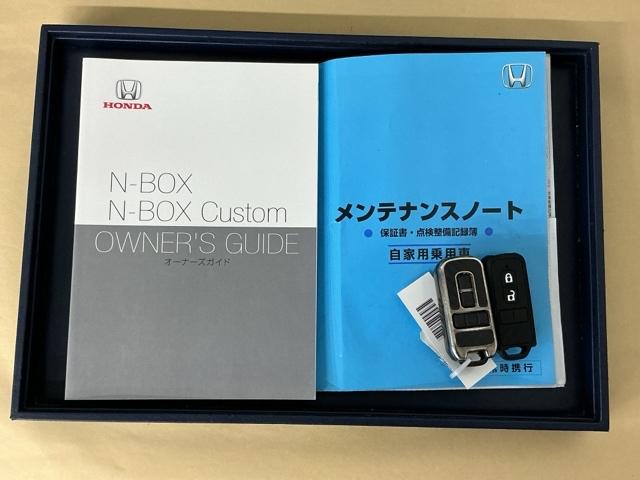 HONDA
N-BOX
N-BOX Custom
OWNER'S GUIDE
オーナーズガイド
メンテナンスノート
● 保証書・点検整備記録簿 ●
自家用乗用車
時携行